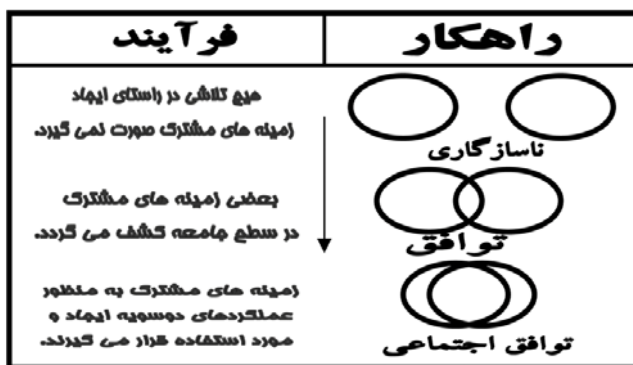 راهکار
فرآیند
ناسازگاری
هیچ تلاشی در راستای ایجاد
زمینه های مشترک صورت نمی گیرد.
توافق
بعضی زمینه های مشترک
در سطح جامعه کشف می گردد.
توافق اجتماعی
زمینه های مشترک به منظور
عملکردهای دوسویه ایجاد و
مورد استفاده قرار می گیرند.